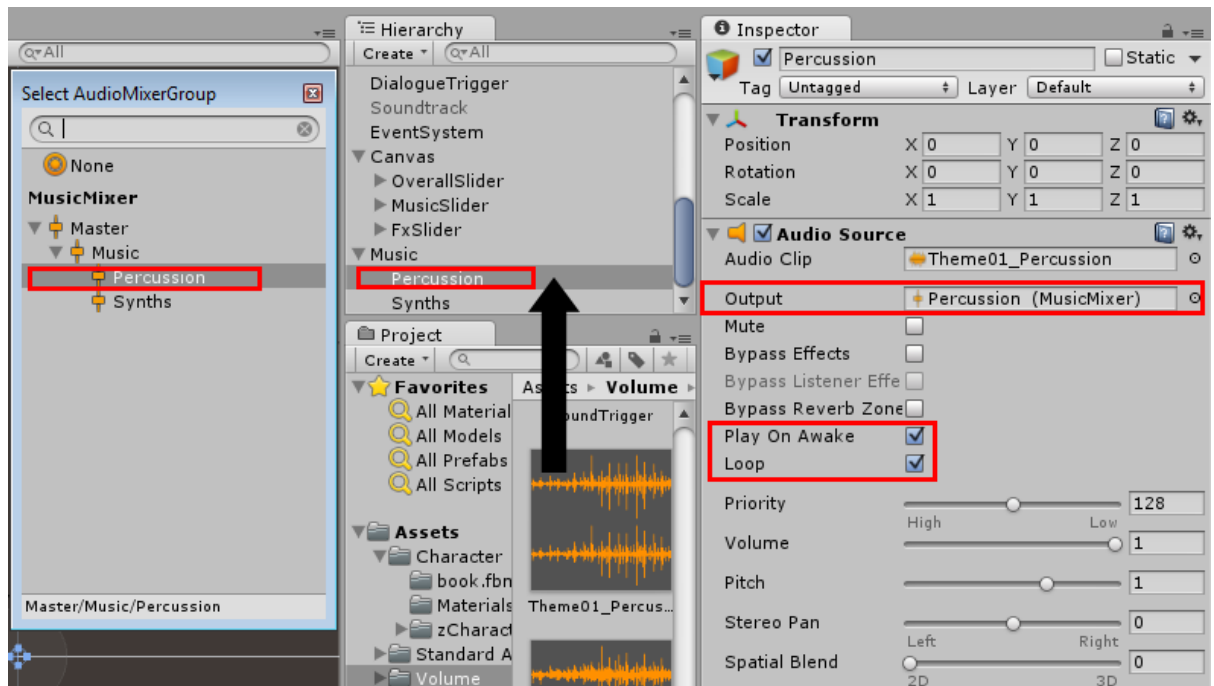 All
Select AudioMixerGroup
None
MusicMixer
Master
Music
Percussion
Synths
Master/Music/Percussion
Hierarchy
Create
All
DialogueTrigger
Soundtrack
EventSystem
Canvas
OverallSlider
MusicSlider
FxSlider
Music
Percussion
Synths
Project
Create
Favorites
All Material
All Models
All Prefabs
All Scripts
Assets
Character
book.fbn
Materials
zCharact
Standard A
Volume
Volume
Theme01_Percus...
Inspector
Percussion
Static
Tag Untagged Layer Default
Transform
Position X 0 Y 0 Z 0
Rotation X 0 Y 0 Z 0
Scale X 1 Y 1 Z 1
Audio Source
Audio Clip Theme01_Percussion
Output Percussion (MusicMixer)
Mute
Bypass Effects
Bypass Listener Effe
Bypass Reverb Zone
Play On Awake
Loop
Priority 128
High Low
Volume 1
Pitch 1
Stereo Pan 0
Left Right
Spatial Blend 0
2D 3D